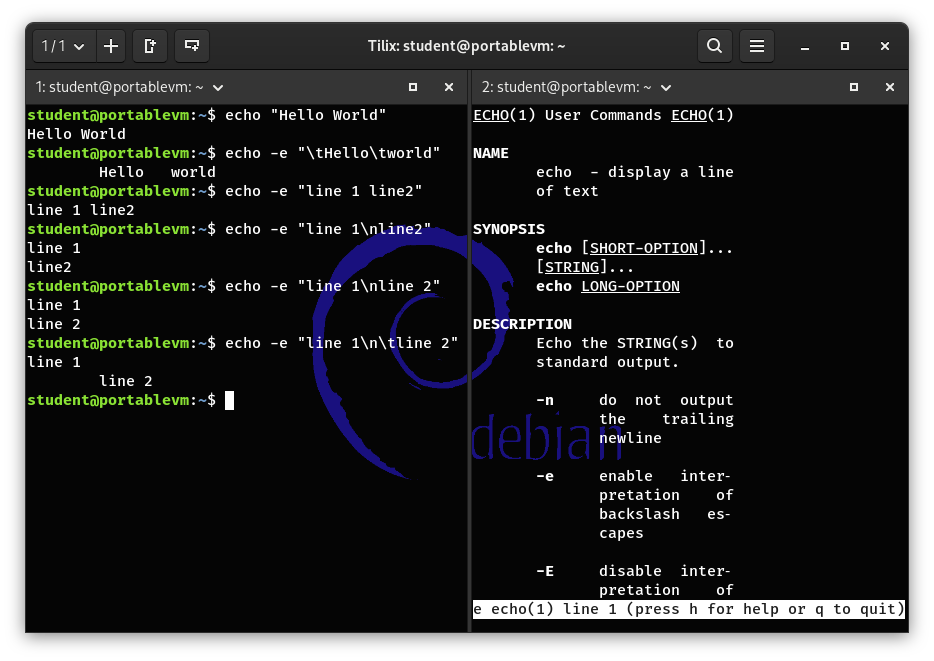 1 / 1
Tilix: student@portablevm: ~
1: student@portablevm: ~
student@portablevm:~$ echo "Hello World"
Hello World
student@portablevm:~$ echo -e "\tHello\tworld"
        Hello   world
student@portablevm:~$ echo -e "line 1 line2"
line 1 line2
student@portablevm:~$ echo -e "line 1\nline2"
line 1
line2
student@portablevm:~$ echo -e "line 1\nline 2"
line 1
line 2
student@portablevm:~$ echo -e "line 1\n\tline 2"
line 1
        line 2
student@portablevm:~$
2: student@portablevm: ~
ECHO(1) User Commands ECHO(1)
NAME
       echo  - display a line
       of text
SYNOPSIS
       echo [SHORT-OPTION]...
       [STRING]...
       echo LONG-OPTION
DESCRIPTION
       Echo the STRING(s)  to
       standard output.
       -n     do  not  output
              the    trailing
              newline
       -e     enable   inter-
              pretation    of
              backslash   es-
              capes
       -E     disable  inter-
              pretation    of
e echo(1) line 1 (press h for help or q to quit)
debian